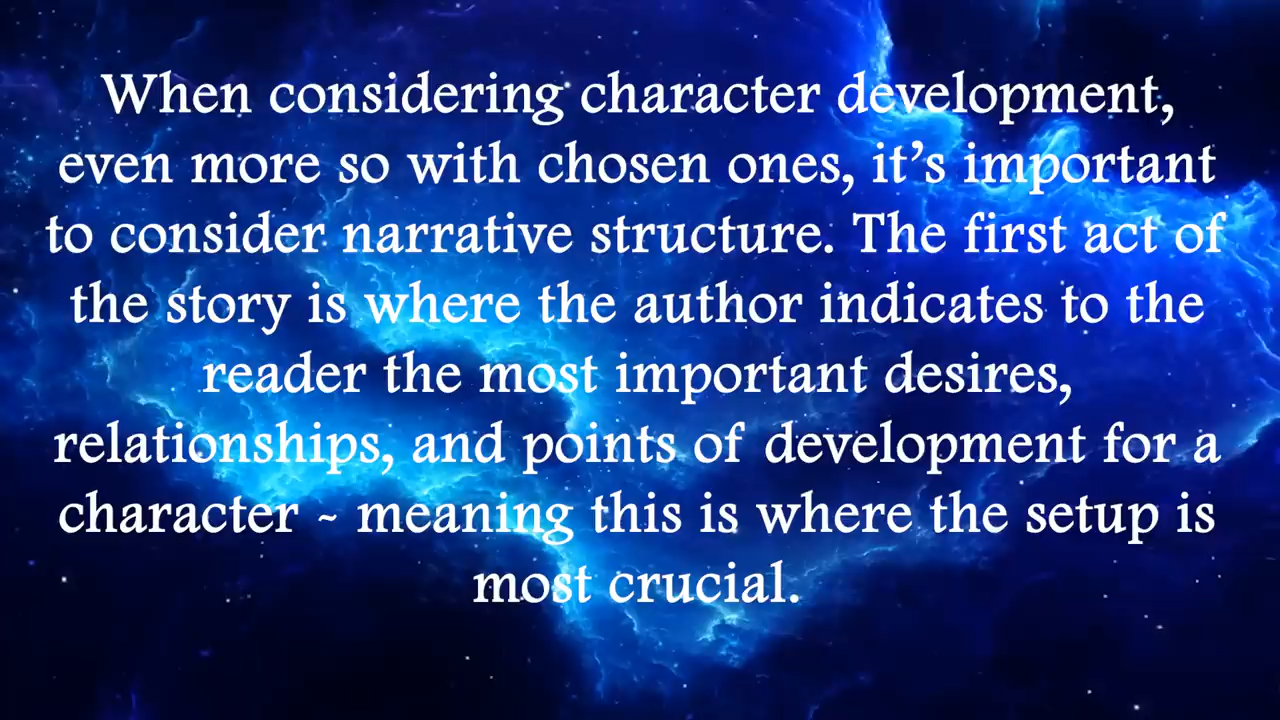 When considering character development,
even more so with chosen ones, it’s important
to consider narrative structure. The first act of
the story is where the author indicates to the
reader the most important desires,
relationships, and points of development for a
character ~ meaning this is where the setup is
most crucial.